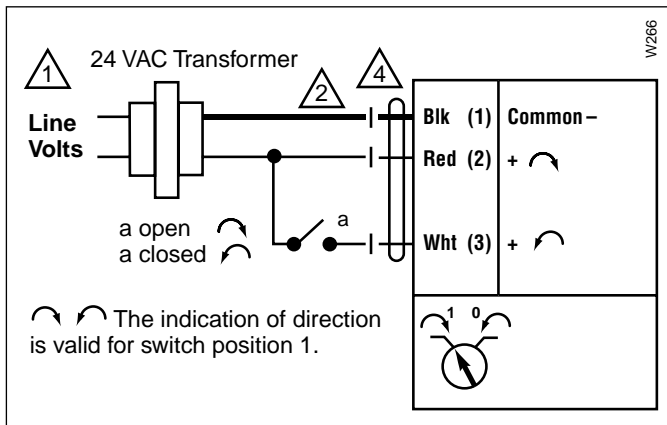 W266
1
24 VAC Transformer
2
4
Line
Volts
Blk (1) Common –
Red (2) +
a
a open
a closed
Wht (3) +
The indication of direction
is valid for switch position 1.
1 0